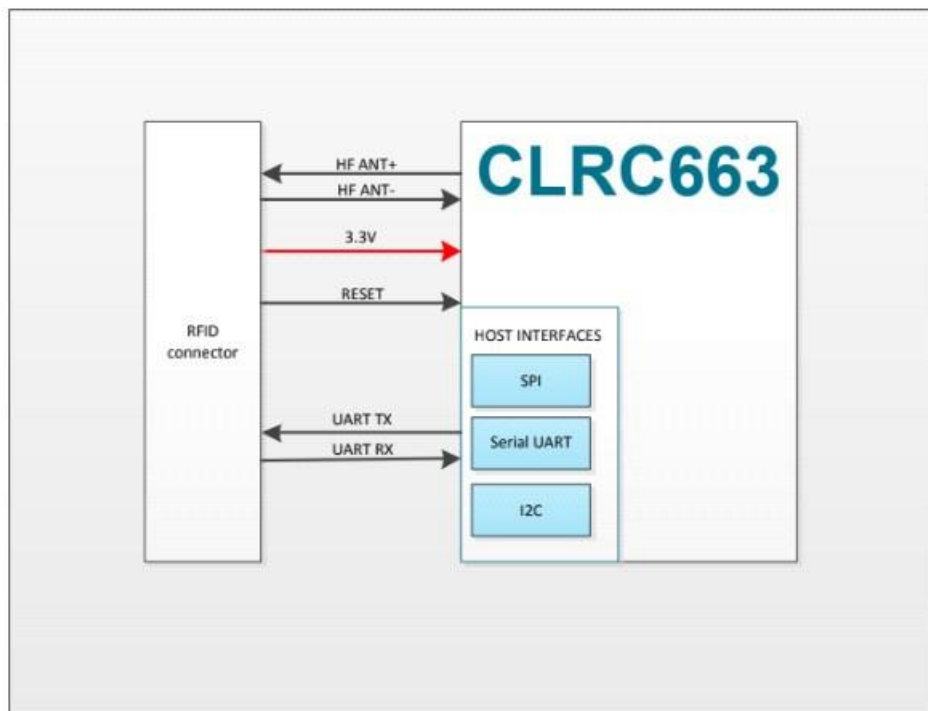 CLRC663
HF ANT+
HF ANT-
3.3V
RESET
RFID
connector
HOST INTERFACES
SPI
UART TX
Serial UART
UART RX
I2C